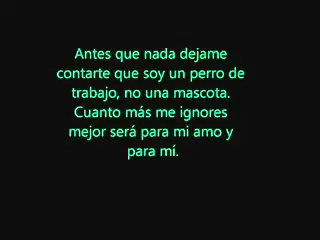 Antes que nada dejame
contarte que soy un perro de
trabajo, no una mascota.
Cuanto más me ignores
mejor será para mi amo y
para mí.